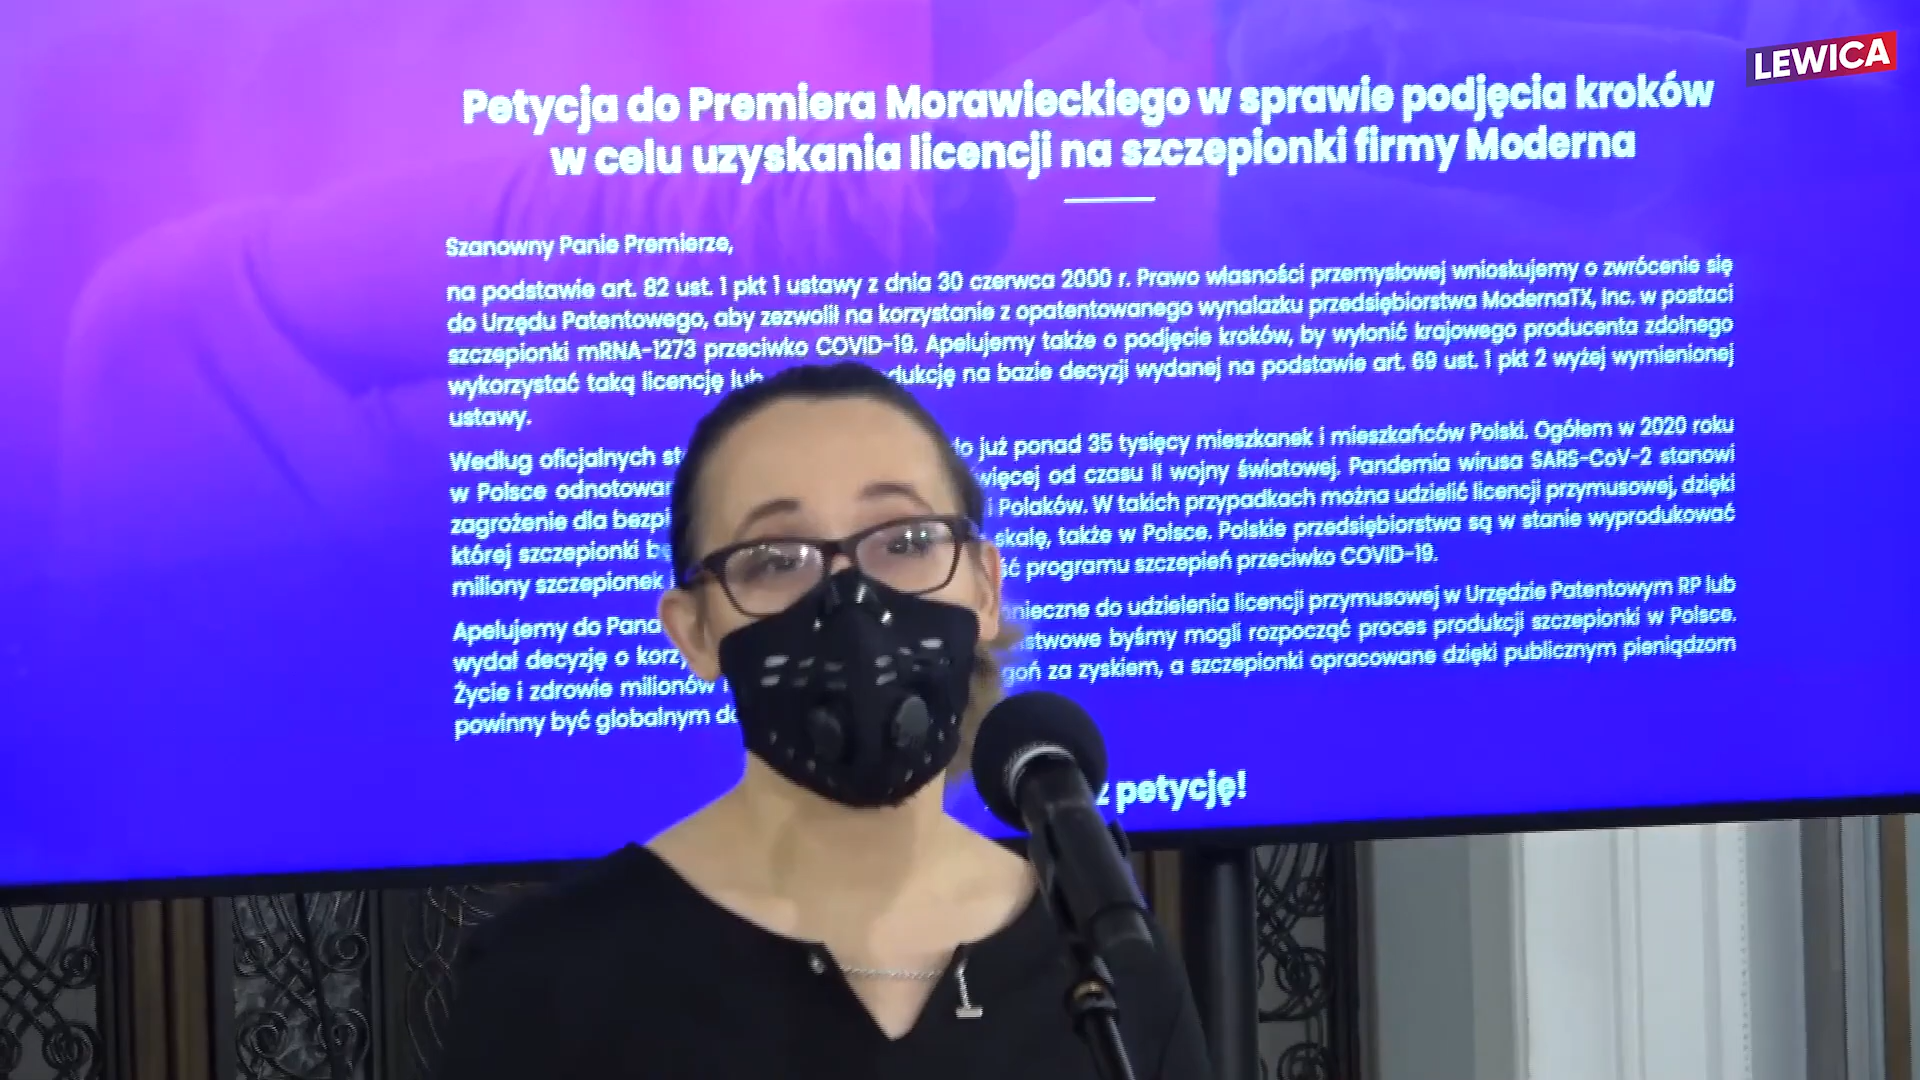 LEWICA
Petycja do Premiera Morawieckiego w sprawie podjęcia kroków
w celu uzyskania licencji na szczepionki firmy Moderna
Szanowny Panie Premierze,
na podstawie art. 82 ust. 1 pkt 1 ustawy z dnia 30 czerwca 2000 r. Prawo własności przemysłowej wnioskujemy o zwrócenie się
do Urzędu Patentowego, aby zezwolił na korzystanie z opatentowanego wynalazku przedsiębiorstwa ModernaTX, Inc. w postaci
szczepionki mRNA-1273 przeciwko COVID-19. Apelujemy także o podjęcie kroków, by wyłonić krajowego producenta zdolnego
wykorzystać taką licencję lub dukcję na bazie decyzji wydanej na podstawie art. 69 ust. 1 pkt 2 wyżej wymienionej
ustawy.
Według oficjalnych do już ponad 35 tysięcy mieszkanek i mieszkańców Polski. Ogółem w 2020 roku
w Polsce więcej od czasu II wojny światowej. Pandemia wirusa SARS-CoV-2 stanowi
zagrożenie dla i Polaków. W takich przypadkach można udzielić licencji przymusowej, dzięki
której szczepionki skalę, także w Polsce. Polskie przedsiębiorstwa są w stanie wyprodukować
miliony szczepionek programu szczepień przeciwko COVID-19.
Apelujemy do do udzielenia licencji przymusowej w Urzędzie Patentowym RP lub
wydał decyzję o byśmy mogli rozpocząć proces produkcji szczepionki w Polsce.
Życie i zdrowie milionów za zyskiem, a szczepionki opracowane dzięki publicznym pieniądzom
powinny być globalnym
petycję!